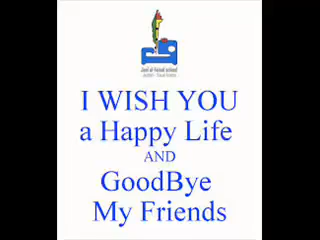 I WISH YOU
a Happy Life
AND
GoodBye
My Friends